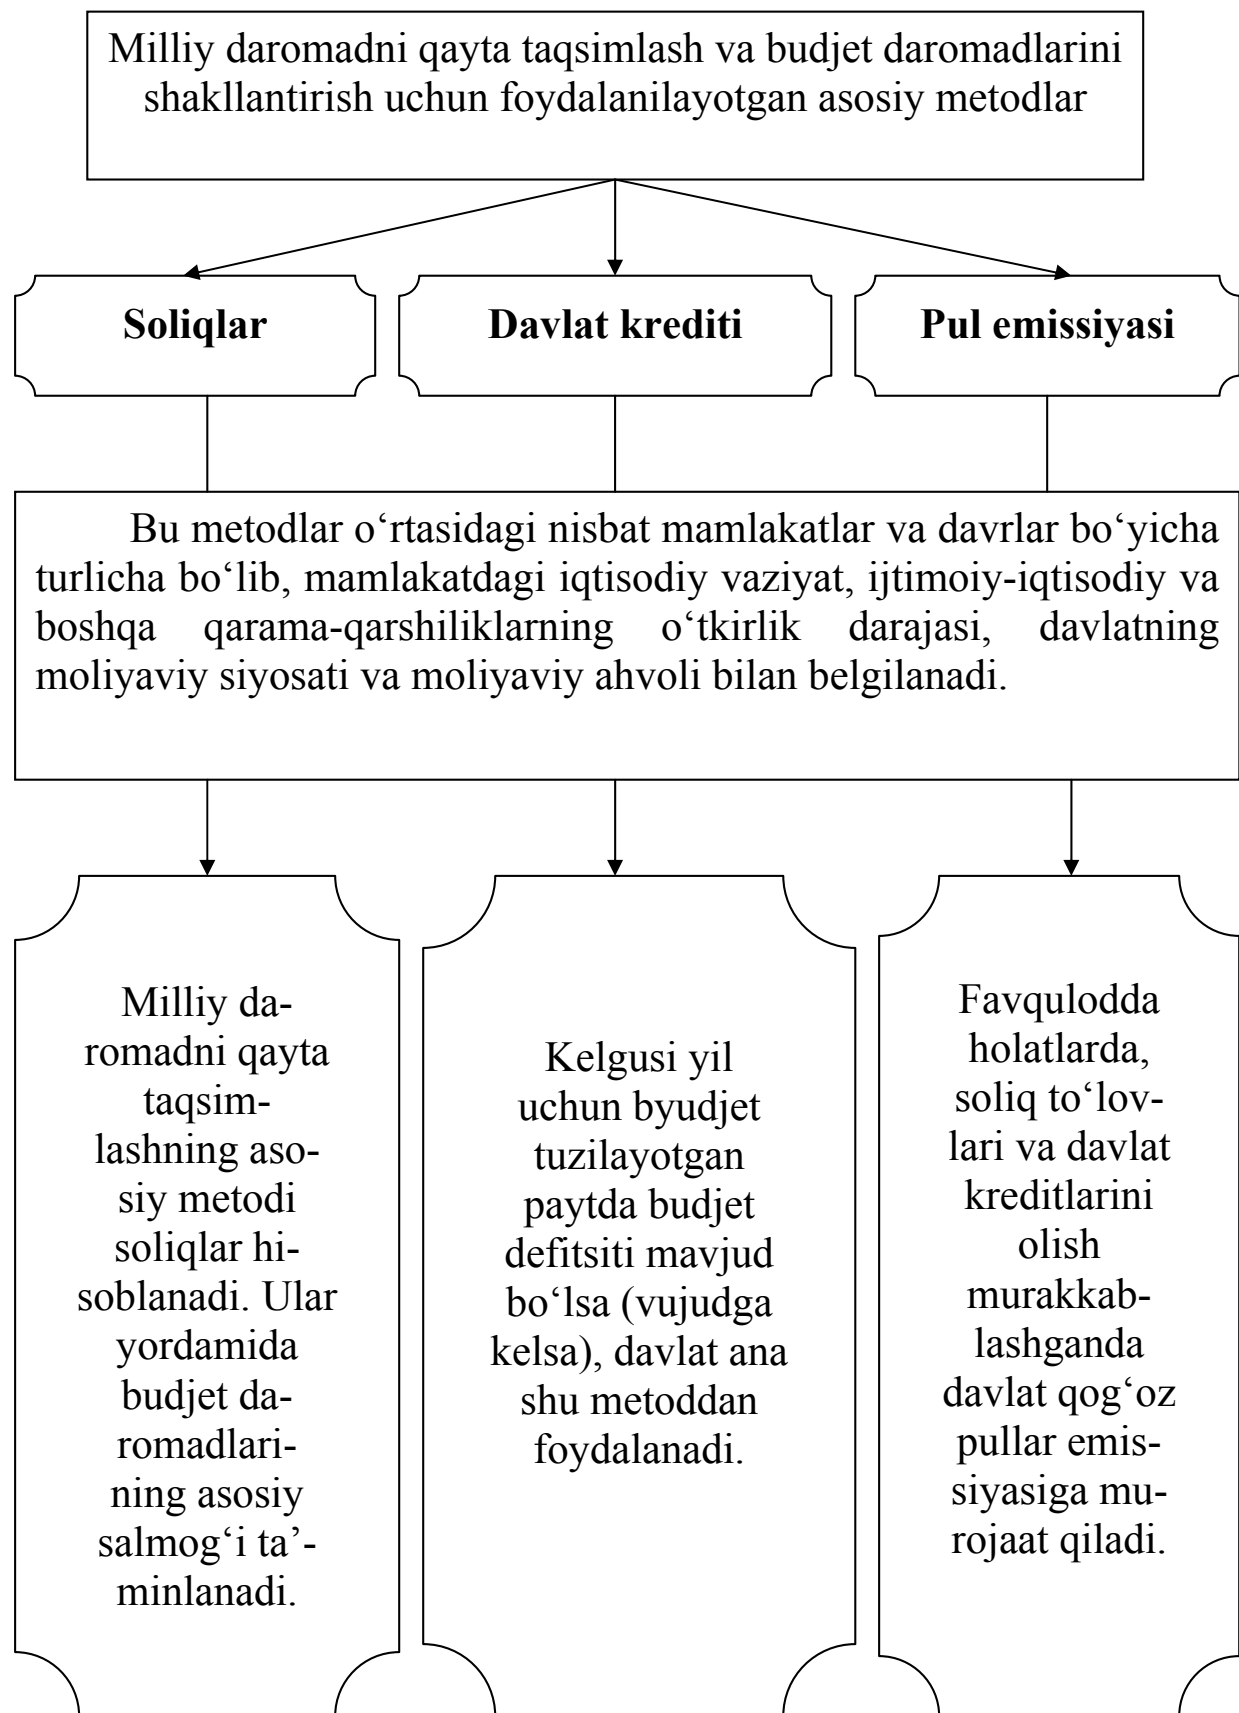 Milliy daromadni qayta taqsimlash va budjet daromadlarini
shakllantirish uchun foydalanilayotgan asosiy metodlar
Soliqlar
Davlat krediti
Pul emissiyasi
Bu metodlar o‘rtasidagi nisbat mamlakatlar va davrlar bo‘yicha
turlicha bo‘lib, mamlakatdagi iqtisodiy vaziyat, ijtimoiy-iqtisodiy va
boshqa qarama-qarshiliklarning o‘tkirlik darajasi, davlatning
moliyaviy siyosati va moliyaviy ahvoli bilan belgilanadi.
Milliy da-
romadni qayta
taqsim-
lashning aso-
siy metodi
soliqlar hi-
soblanadi. Ular
yordamida
budjet da-
romadlari-
ning asosiy
salmog‘i ta’-
minlanadi.
Kelgusi yil
uchun byudjet
tuzilayotgan
paytda budjet
defitsiti mavjud
bo‘lsa (vujudga
kelsa), davlat ana
shu metoddan
foydalanadi.
Favqulodda
holatlarda,
soliq to‘lov-
lari va davlat
kreditlarini
olish
murakkab-
lashganda
davlat qog‘oz
pullar emis-
siyasiga mu-
rojaat qiladi.